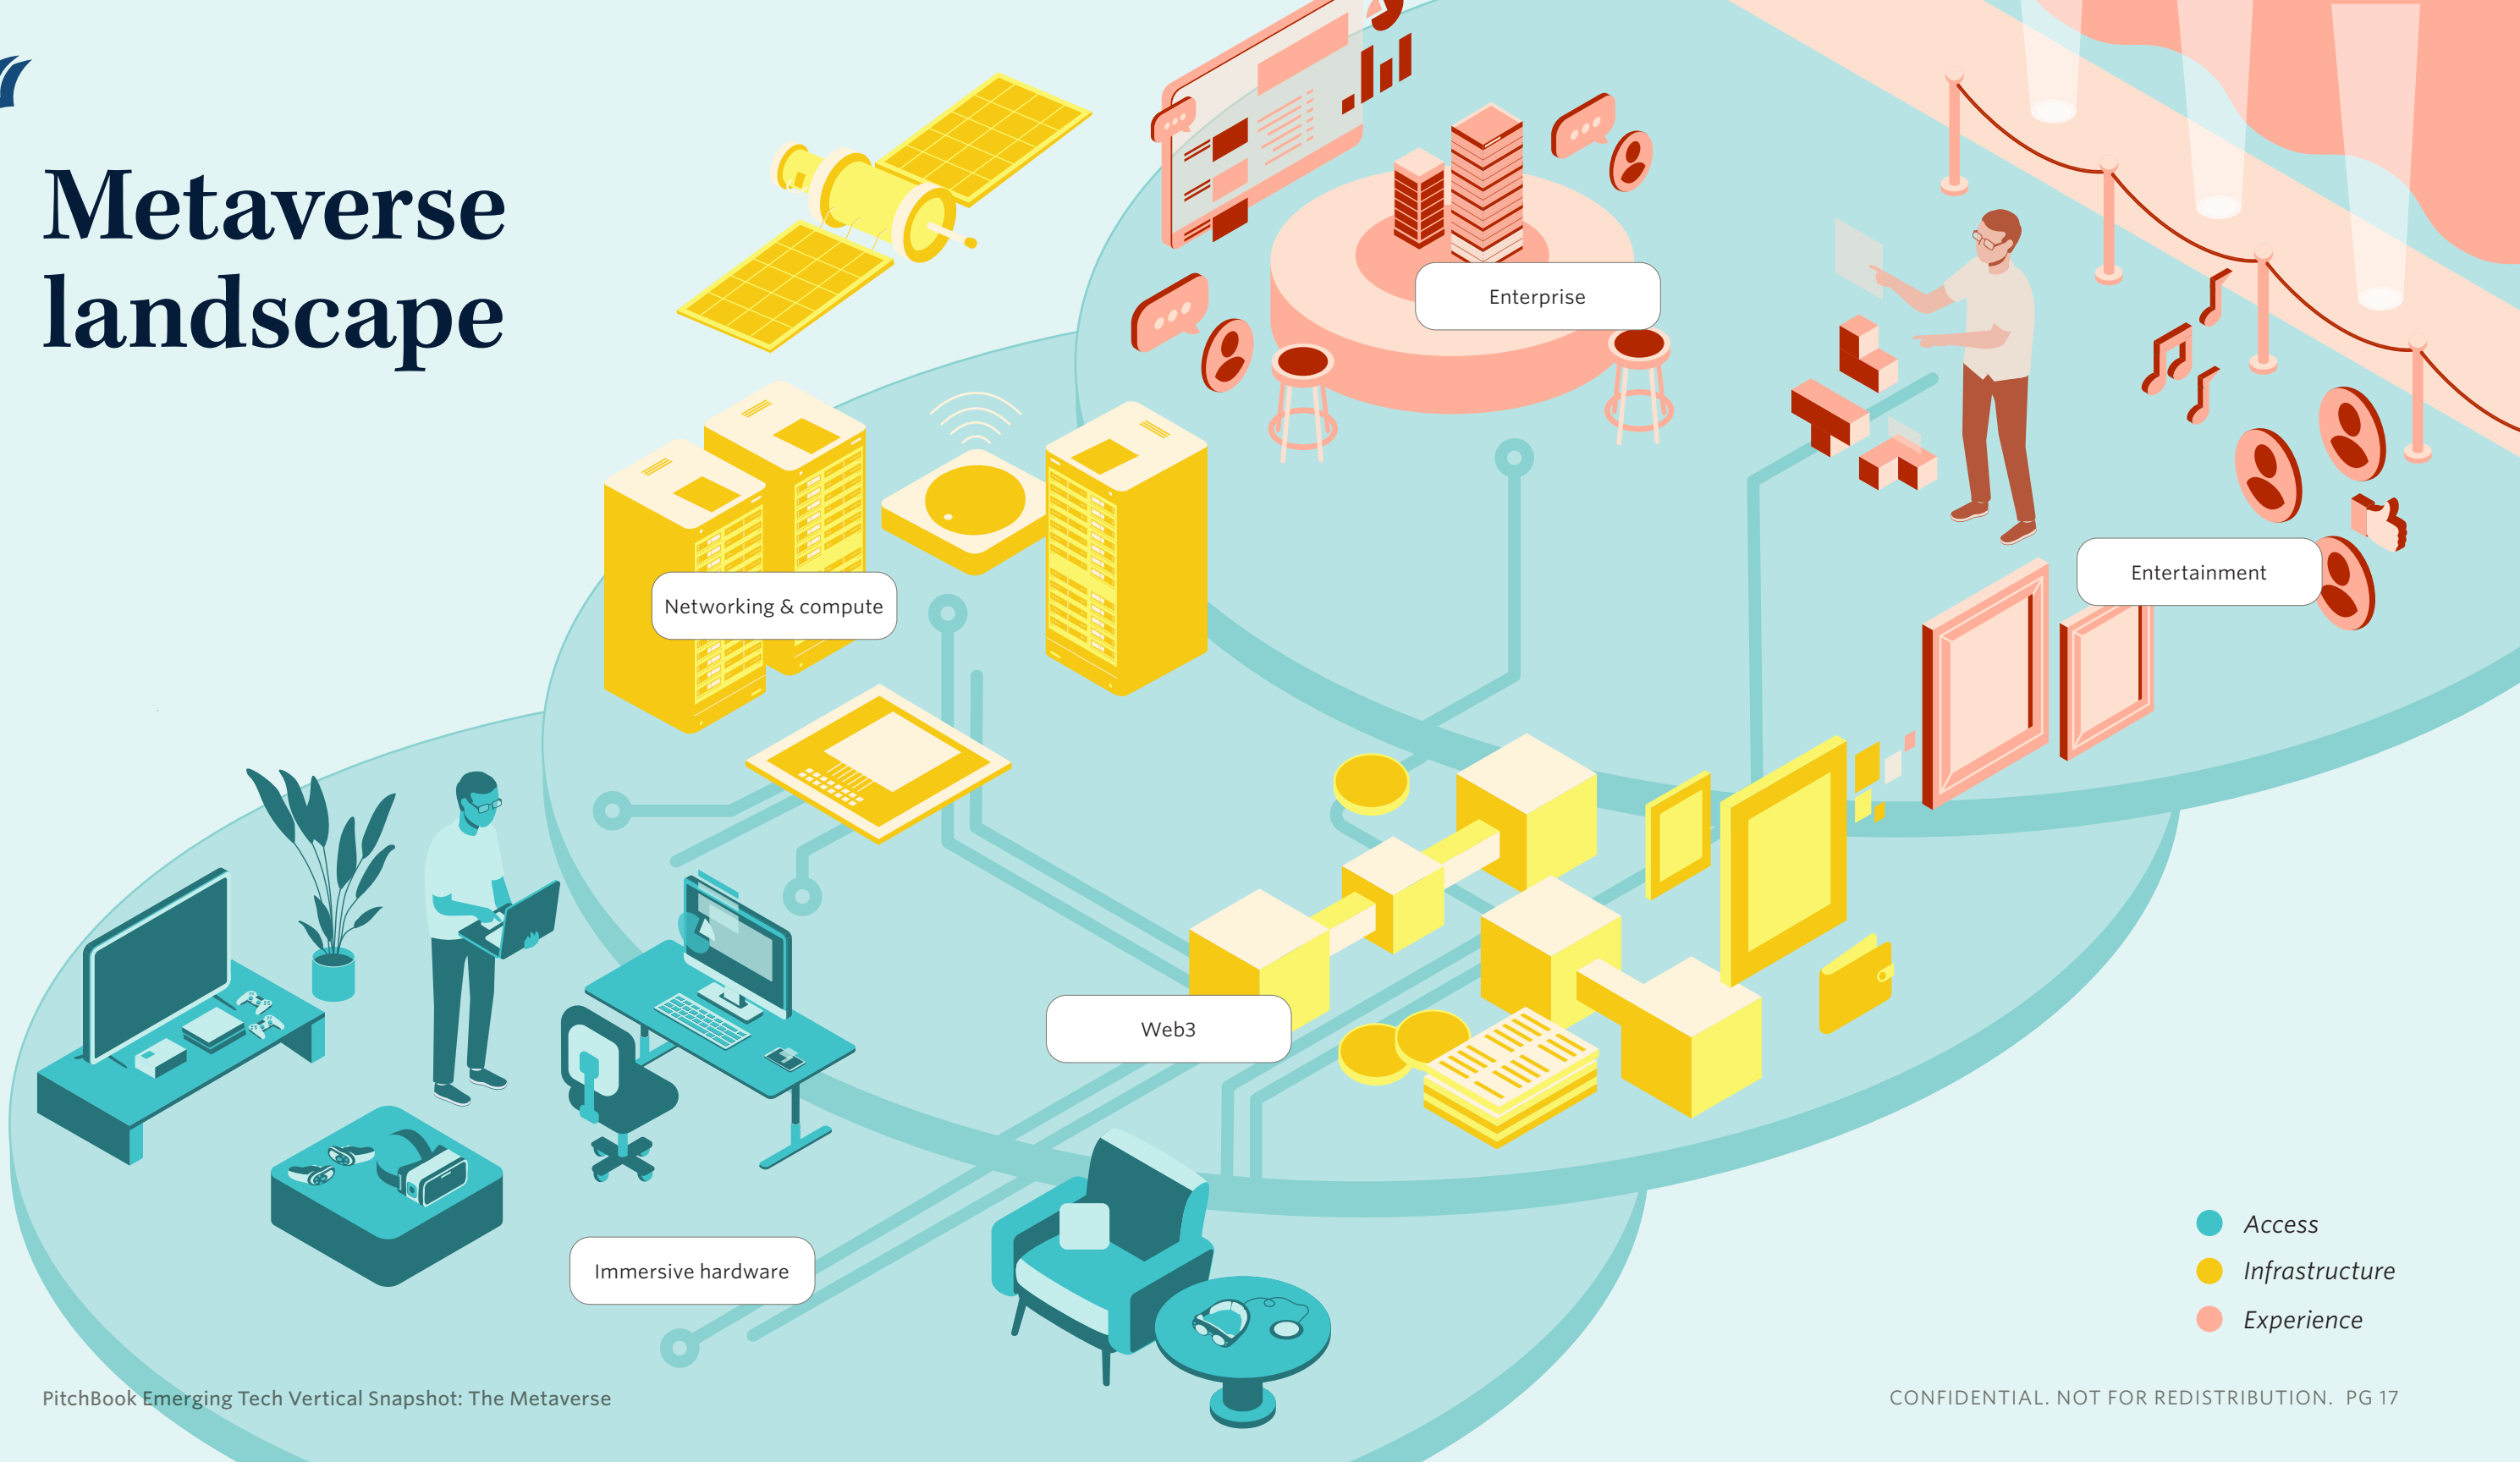 Metaverse
landscape
Enterprise
Entertainment
Networking & compute
Web3
Immersive hardware
Access
Infrastructure
Experience
PitchBook Emerging Tech Vertical Snapshot: The Metaverse
CONFIDENTIAL. NOT FOR REDISTRIBUTION. PG 17